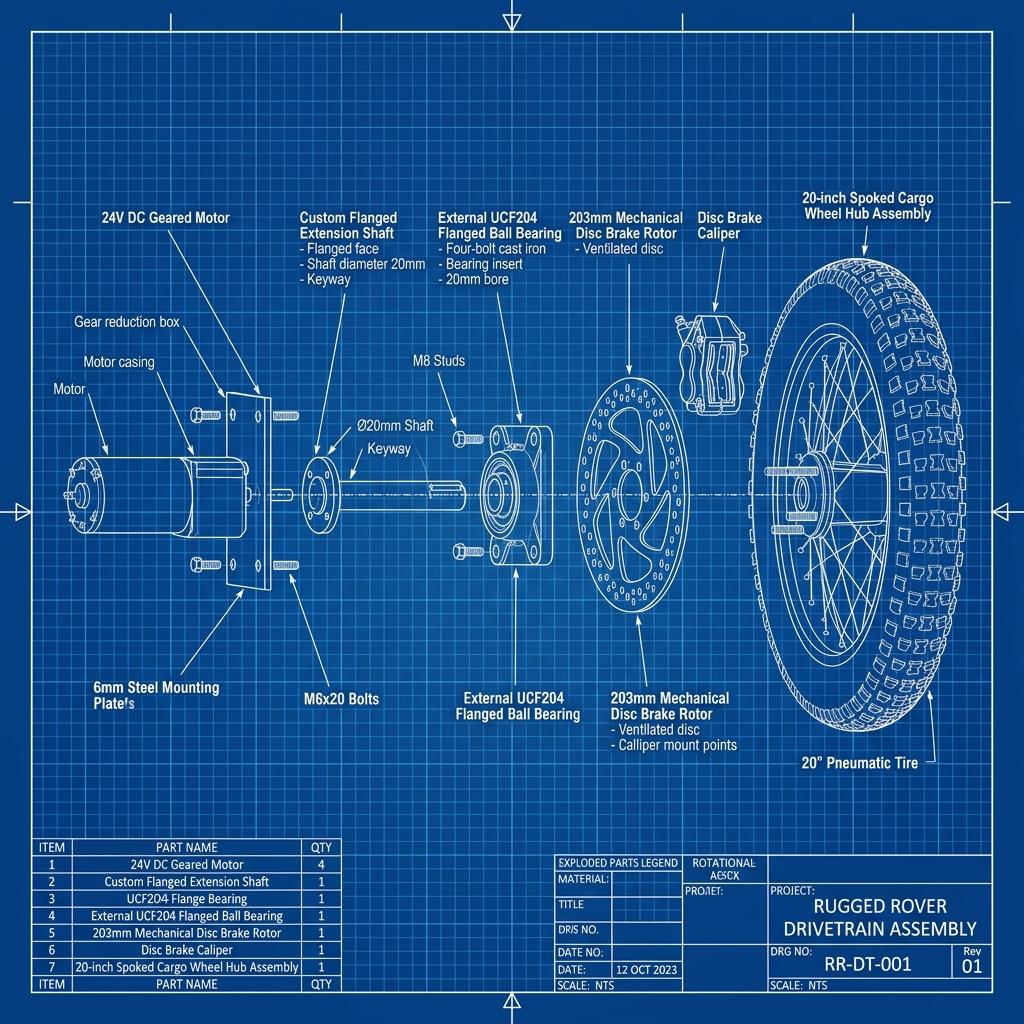 20-inch Spoked Cargo
Wheel Hub Assembly
24V DC Geared Motor
Custom Flanged
Extension Shaft
- Flanged face
- Shaft diameter 20mm
- Keyway
External UCF204
Flanged Ball Bearing
- Four-bolt cast iron
- Bearing insert
- 20mm bore
203mm Mechanical
Disc Brake Rotor
- Ventilated disc
Disc Brake
Caliper
Gear reduction box
Motor casing
Motor
M8 Studs
Ø20mm Shaft
Keyway
6mm Steel Mounting
M6x20 Bolts
External UCF204
Flanged Ball Bearing
203mm Mechanical
Disc Brake Rotor
- Ventilated disc
- Calliper mount points
20" Pneumatic Tire
ITEM PART NAME QTY
1 24V DC Geared Motor 4
2 Custom Flanged Extension Shaft 1
3 UCF204 Flange Bearing 1
4 External UCF204 Flanged Ball Bearing 1
5 203mm Mechanical Disc Brake Rotor 1
6 Disc Brake Caliper 1
7 20-inch Spoked Cargo Wheel Hub Assembly 1
ITEM PART NAME QTY
EXPLODED PARTS LEGEND
MATERIAL:
TITLE
DRS NO.
DATE NO:
DATE: 12 OCT 2023
SCALE: NTS
ROTATIONAL
PROJECT:
RUGGED ROVER
DRIVETRAIN ASSEMBLY
DRG NO:
RR-DT-001
Rev
01
SCALE: NTS